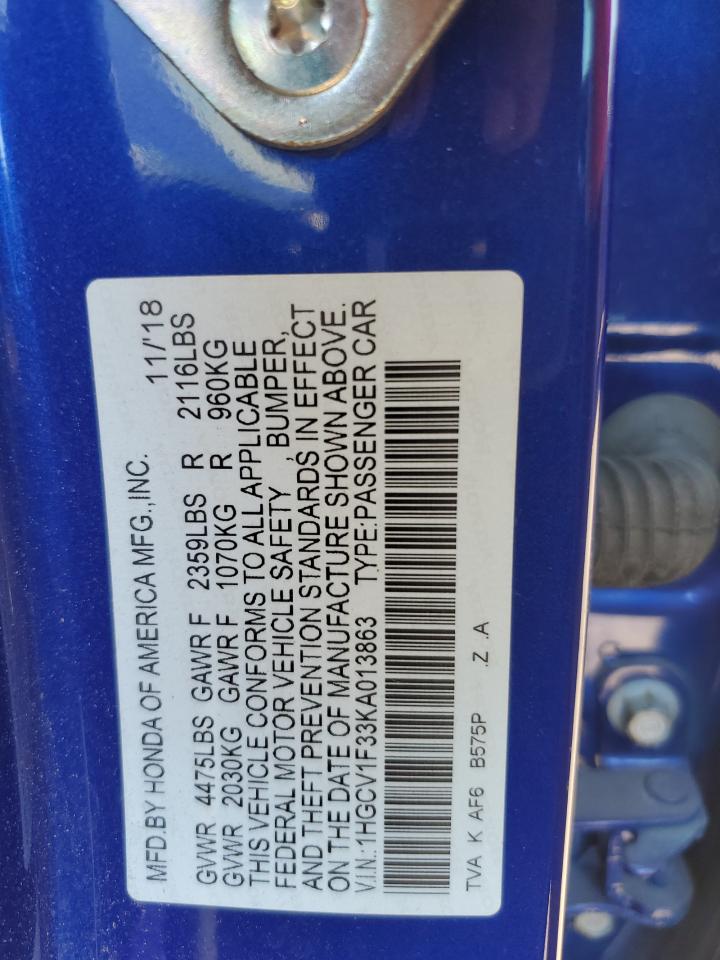 MFD.BY HONDA OF AMERICA MFG.,INC. 11/'18
GVWR 4475LBS GAWR F 2359LBS R 2116LBS
GVWR 2030KG GAWR F 1070KG R 960KG
THIS VEHICLE CONFORMS TO ALL APPLICABLE
FEDERAL MOTOR VEHICLE SAFETY BUMPER,
AND THEFT PREVENTION STANDARDS, IN EFFECT
ON THE DATE OF MANUFACTURE SHOWN ABOVE.
V.I.N.:1HGCV1F33KA013863 TYPE:PASSENGER CAR
TVA K AF6 B575P .Z .A